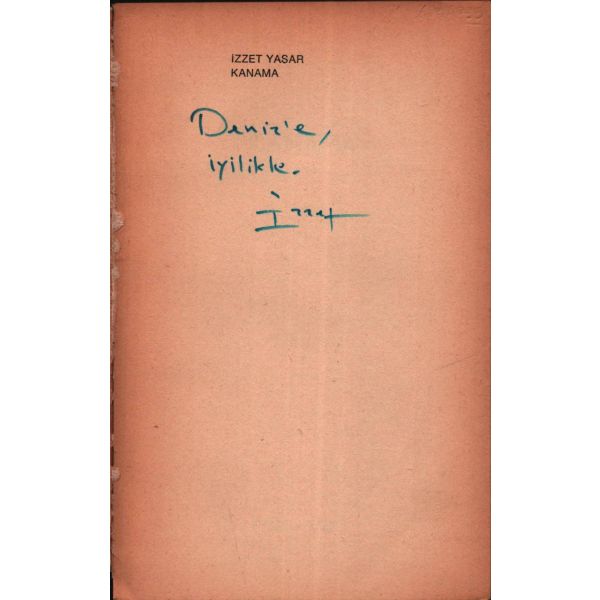 İZZET YASAR
KANAMA
Deniz'e,
iyilikle.
İzzet